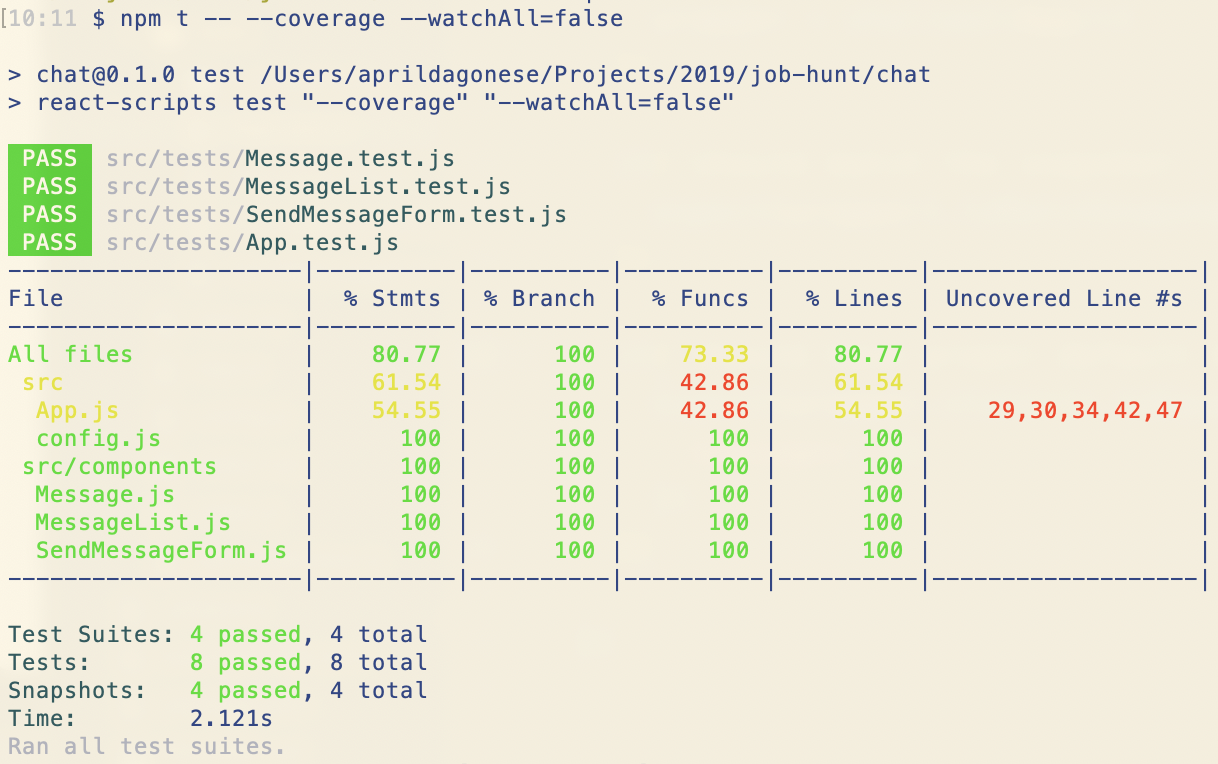 [10:11 $ npm t -- --coverage --watchAll=false
> chat@0.1.0 test /Users/aprildagonese/Projects/2019/job-hunt/chat
> react-scripts test "--coverage" "--watchAll=false"
PASS src/tests/Message.test.js
PASS src/tests/MessageList.test.js
PASS src/tests/SendMessageForm.test.js
PASS src/tests/App.test.js
---------------------|----------|----------|----------|----------|-------------------|
File | % Stmts | % Branch | % Funcs | % Lines | Uncovered Line #s |
---------------------|----------|----------|----------|----------|-------------------|
All files | 80.77 | 100 | 73.33 | 80.77 | |
src | 61.54 | 100 | 42.86 | 61.54 | |
App.js | 54.55 | 100 | 42.86 | 54.55 | 29,30,34,42,47 |
config.js | 100 | 100 | 100 | 100 | |
src/components | 100 | 100 | 100 | 100 | |
Message.js | 100 | 100 | 100 | 100 | |
MessageList.js | 100 | 100 | 100 | 100 | |
SendMessageForm.js | 100 | 100 | 100 | 100 | |
---------------------|----------|----------|----------|----------|-------------------|
Test Suites: 4 passed, 4 total
Tests: 8 passed, 8 total
Snapshots: 4 passed, 4 total
Time: 2.121s
Ran all test suites.